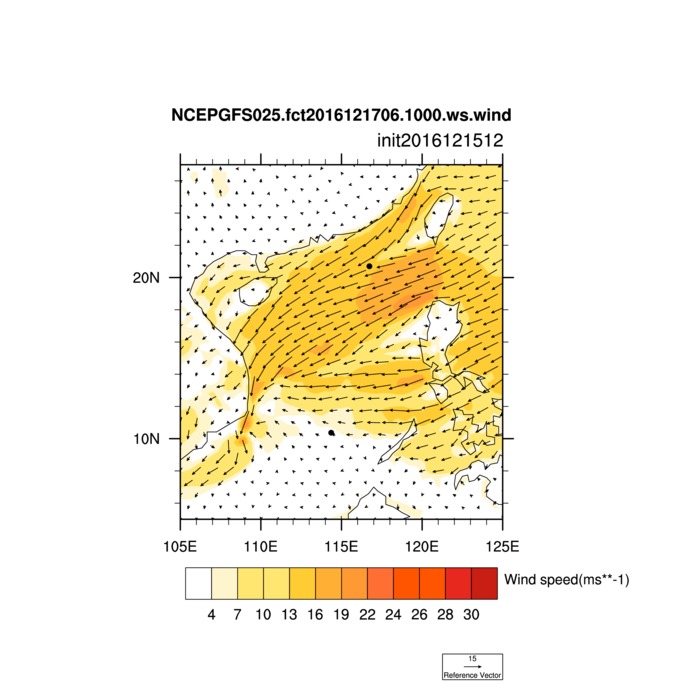 NCEPGFS025.fct2016121706.1000.ws.wind
init2016121512
20N
10N
105E 110E 115E 120E 125E
Wind speed(ms**-1)
4 7 10 13 16 19 22 24 26 28 30
15
Reference Vector